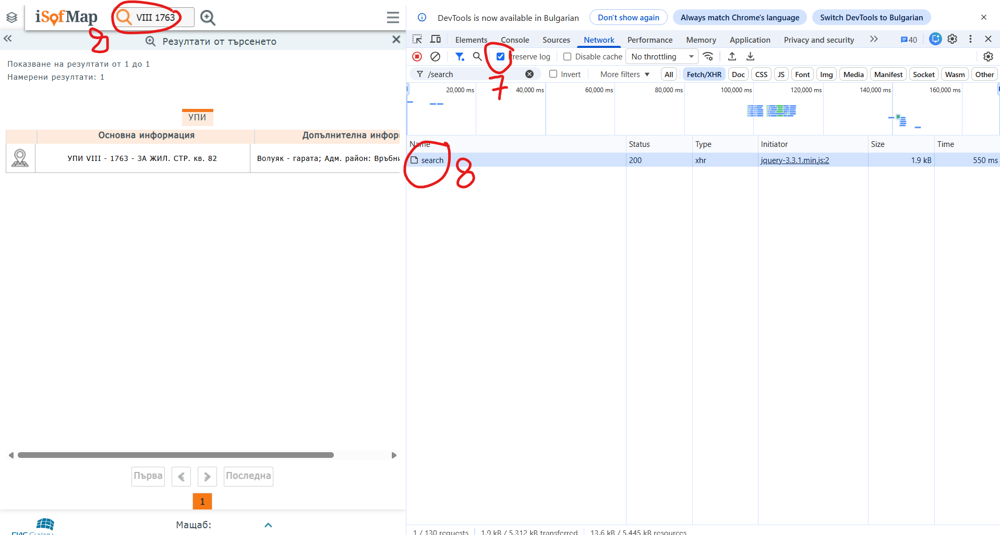 iSofMap
VIII 1763
Резултати от търсенето
Показване на резултати от 1 до 1
Намерени резултати: 1
УПИ
Основна информация
Допълнителна инфор
УПИ VIII - 1763 - ЗА ЖИЛ. СТР. кв. 82
Волуяк - гарата; Адм. район: Връбни
Първа
Последна
1
Мащаб:
DevTools is now available in Bulgarian
Don't show again
Always match Chrome's language
Switch DevTools to Bulgarian
Elements
Console
Sources
Network
Performance
Memory
Application
Privacy and security
40
Preserve log
Disable cache
No throttling
/search
Invert
More filters
All
Fetch/XHR
Doc
CSS
JS
Font
Img
Media
Manifest
Socket
Wasm
Other
7
20,000 ms
40,000 ms
60,000 ms
80,000 ms
100,000 ms
120,000 ms
140,000 ms
160,000 ms
Name
Status
Type
Initiator
Size
Time
search
200
xhr
jquery-3.3.1.min.js:2
1.9 kB
550 ms
8
1 / 130 requests
1.9 kB / 5,312 kB transferred
13.6 kB / 5,445 kB resources